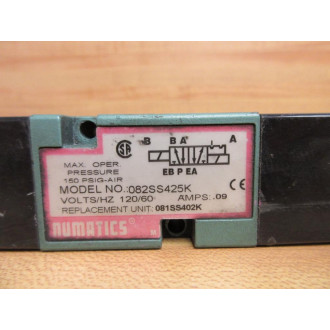 B B A A
MAX. OPER.
PRESSURE
150 PSIG-AIR
EB P EA
MODEL NO.:082SS425K
VOLTS/HZ 120/60 AMPS: .09
REPLACEMENT UNIT: 081SS402K
NUMATICS